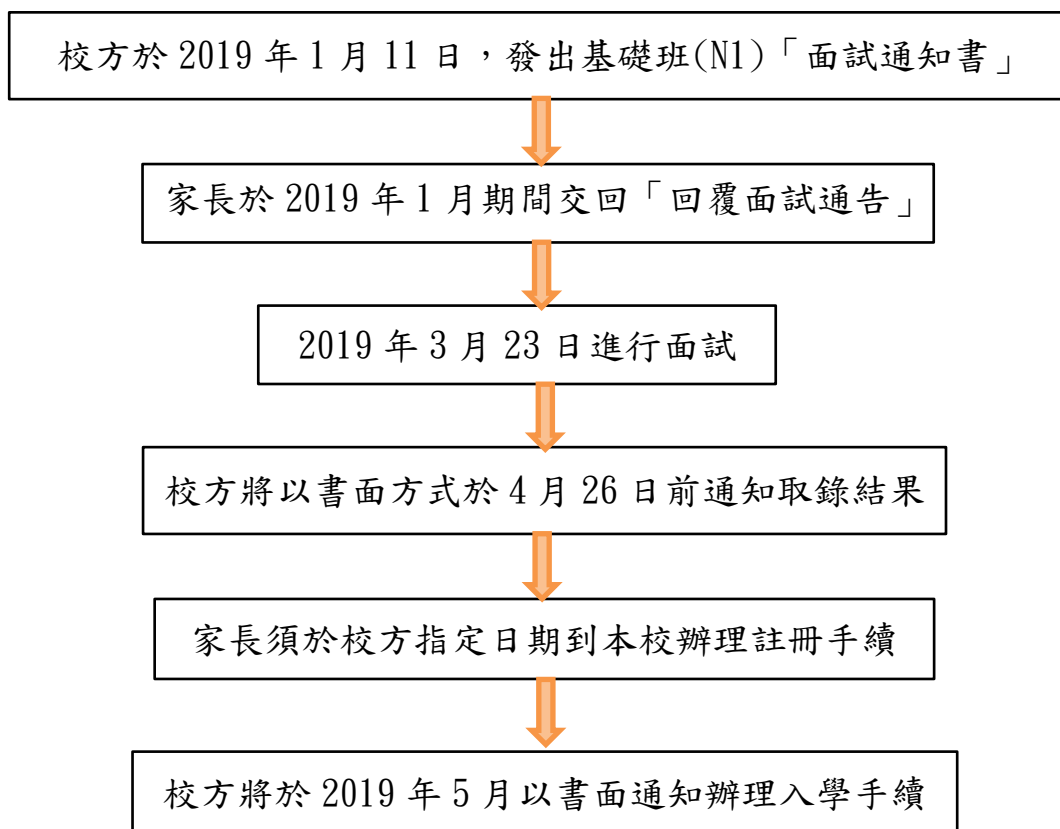 校方於 2019 年 1 月 11 日，發出基礎班(N1)「面試通知書」
家長於 2019 年 1 月期間交回「回覆面試通告」
2019 年 3 月 23 日進行面試
校方將以書面方式於 4 月 26 日前通知取錄結果
家長須於校方指定日期到本校辦理註冊手續
校方將於 2019 年 5 月以書面通知辦理入學手續